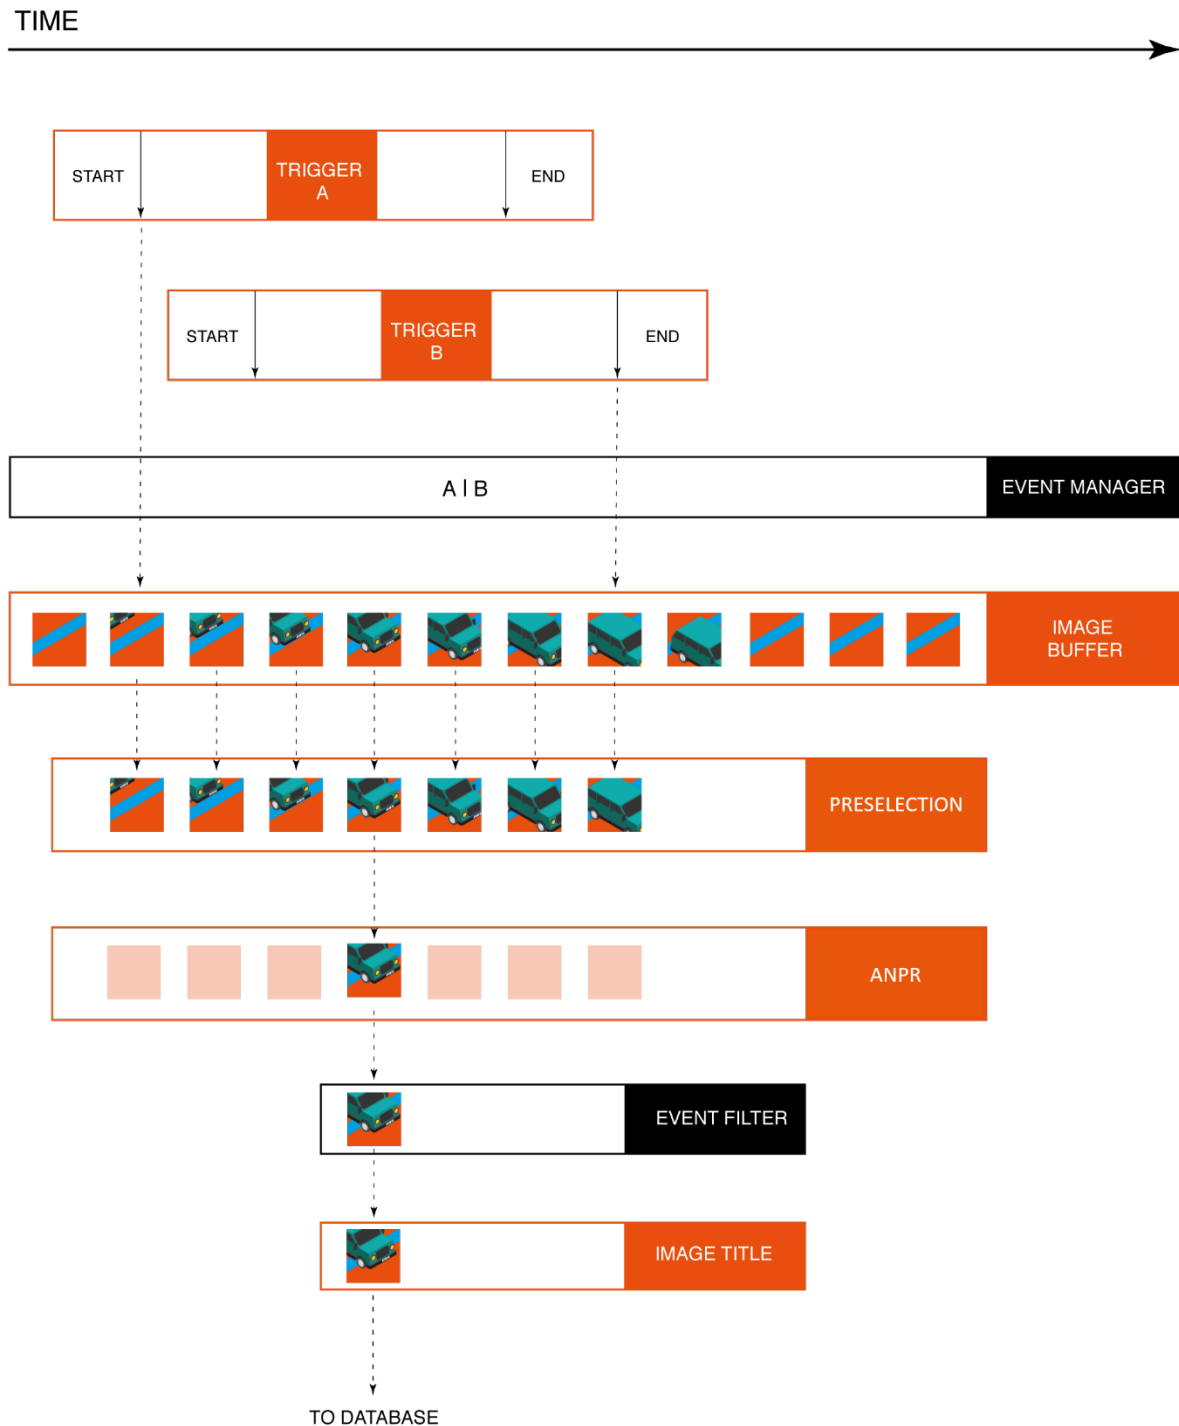 TIME
START
TRIGGER
A
END
START
TRIGGER
B
END
A | B
EVENT MANAGER
IMAGE
BUFFER
PRESELECTION
ANPR
EVENT FILTER
IMAGE TITLE
TO DATABASE